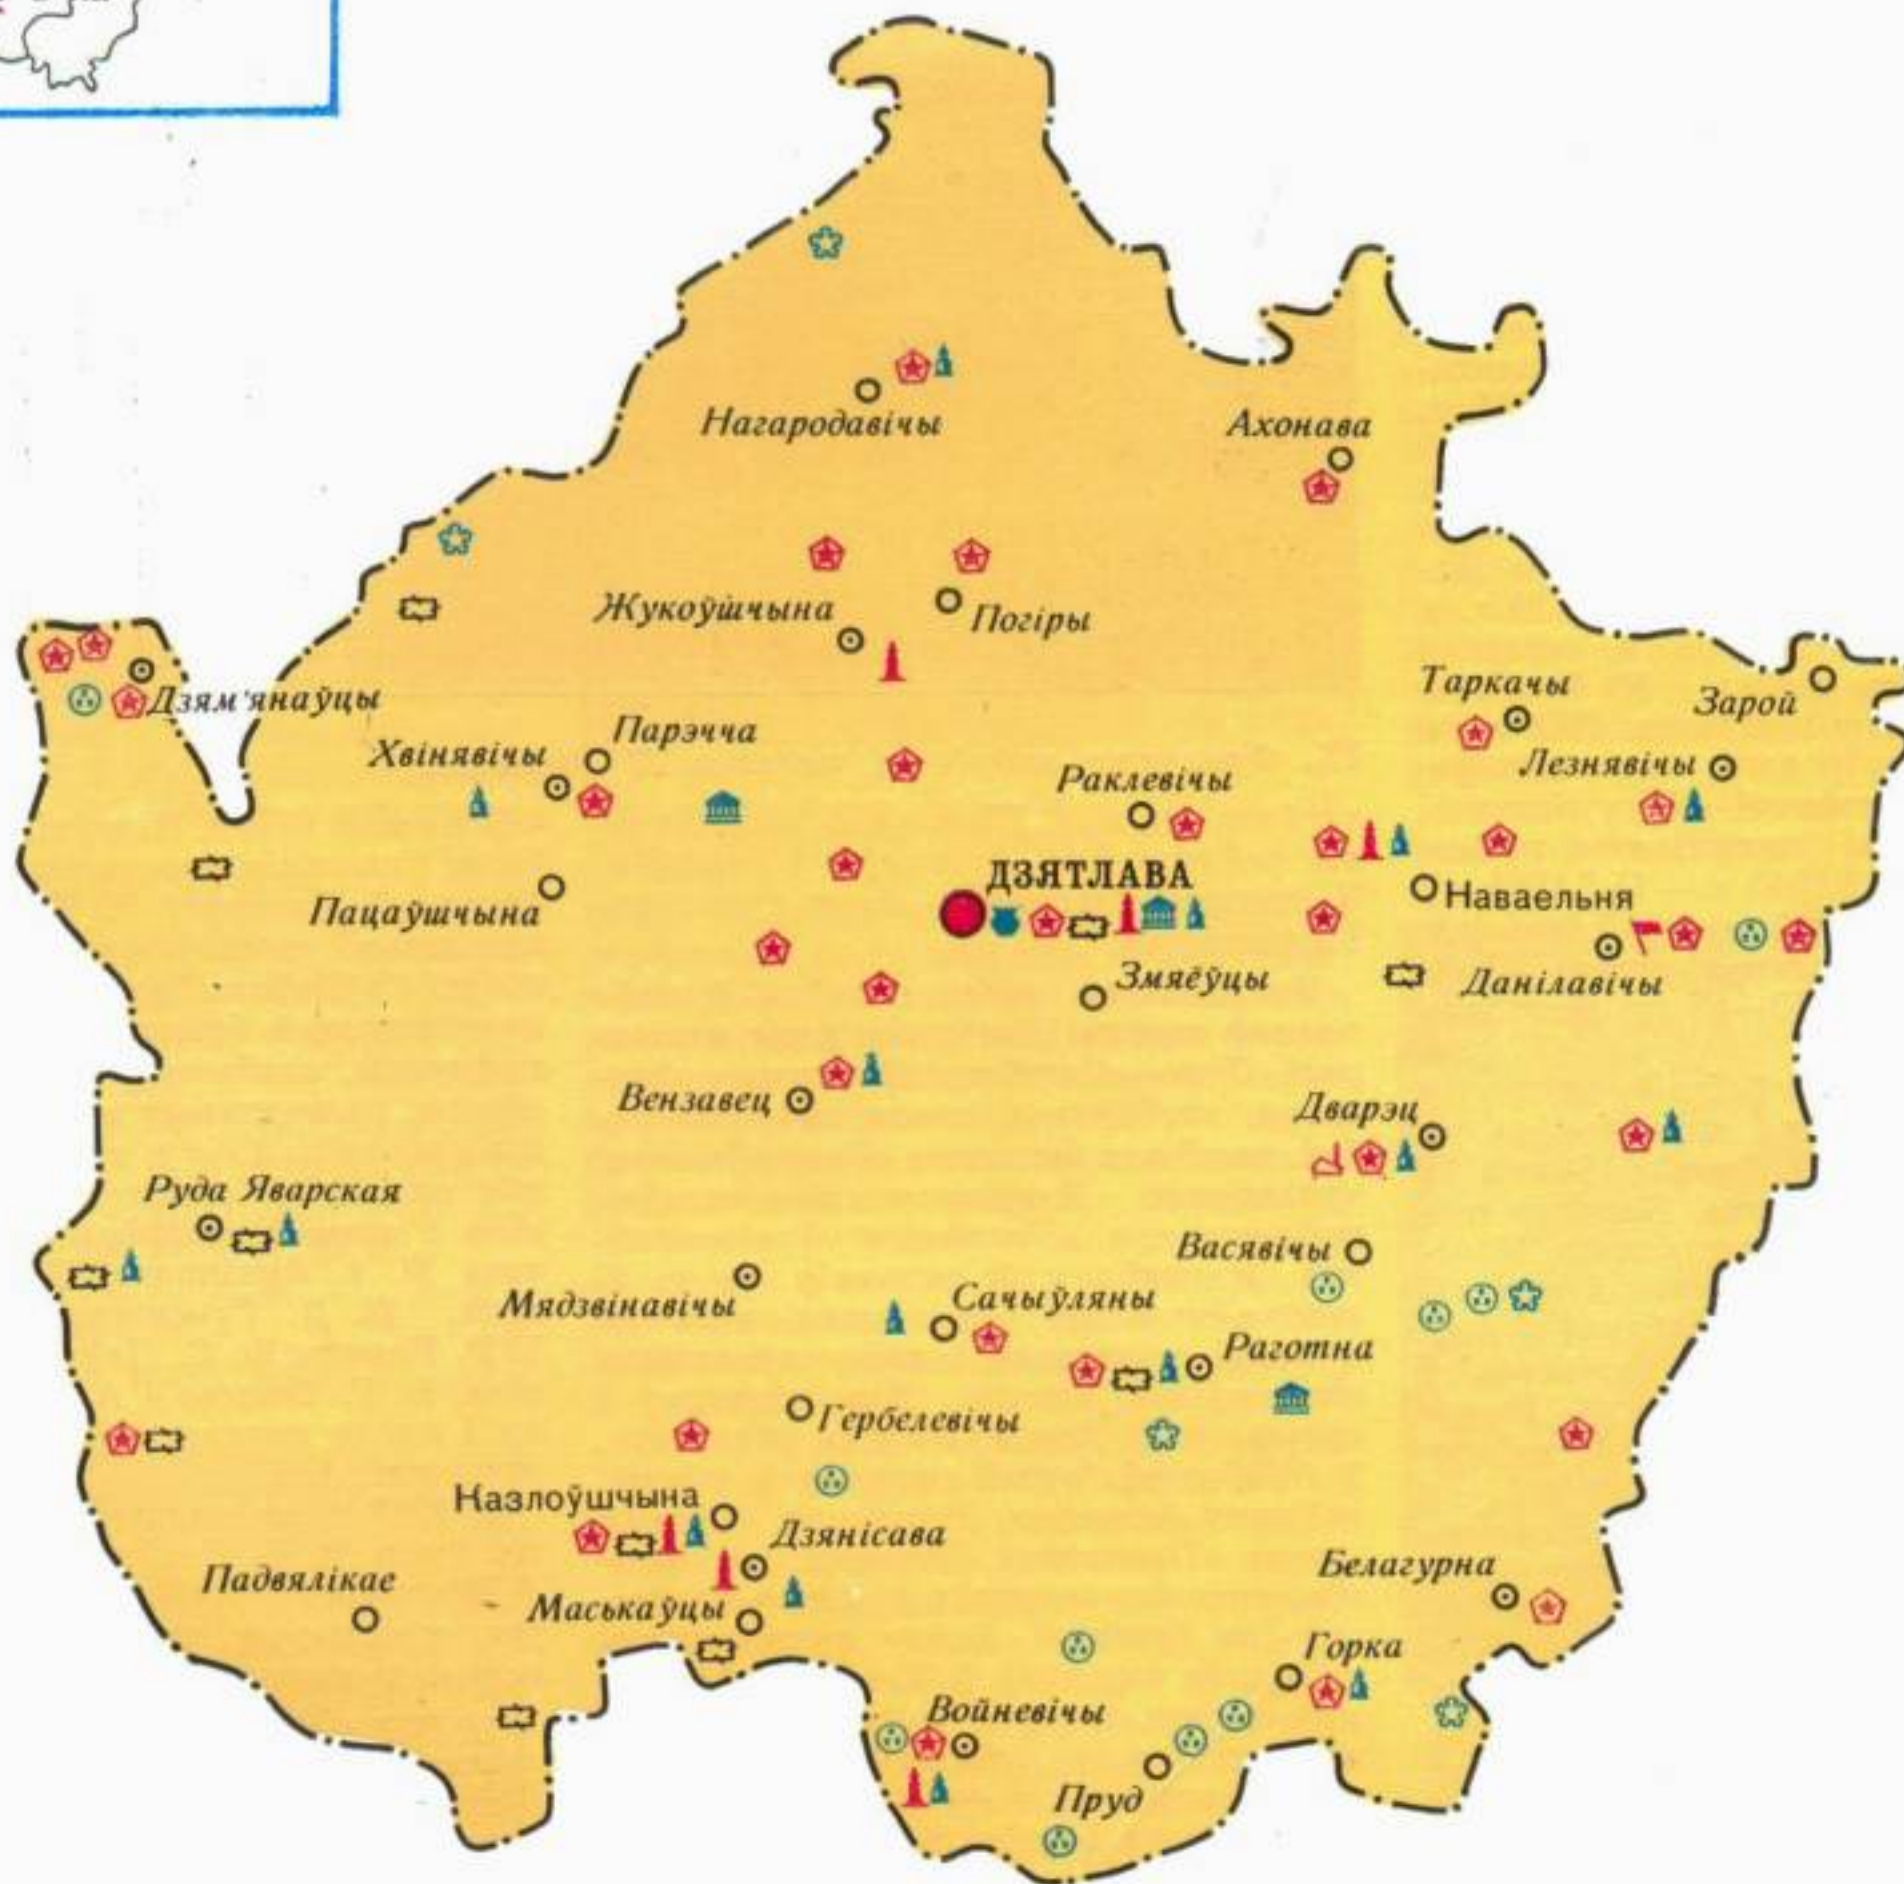 Нагародавічы
Ахонава
Жукоўшчына
Погіры
Дзям'янаўцы
Таркачы
Зарой
Парэчча
Хвінявічы
Лезнявічы
Раклевічы
ДЗЯТЛАВА
Наваельня
Пацаўшчына
Змяёўцы
Данілавічы
Вензавец
Дварэц
Руда Яварская
Васявічы
Мядзвінавічы
Сачыўляны
Раготна
Гербелевічы
Казлоўшчына
Дзянісава
Белагурна
Падвялікае
Маськаўцы
Горка
Войневічы
Пруд